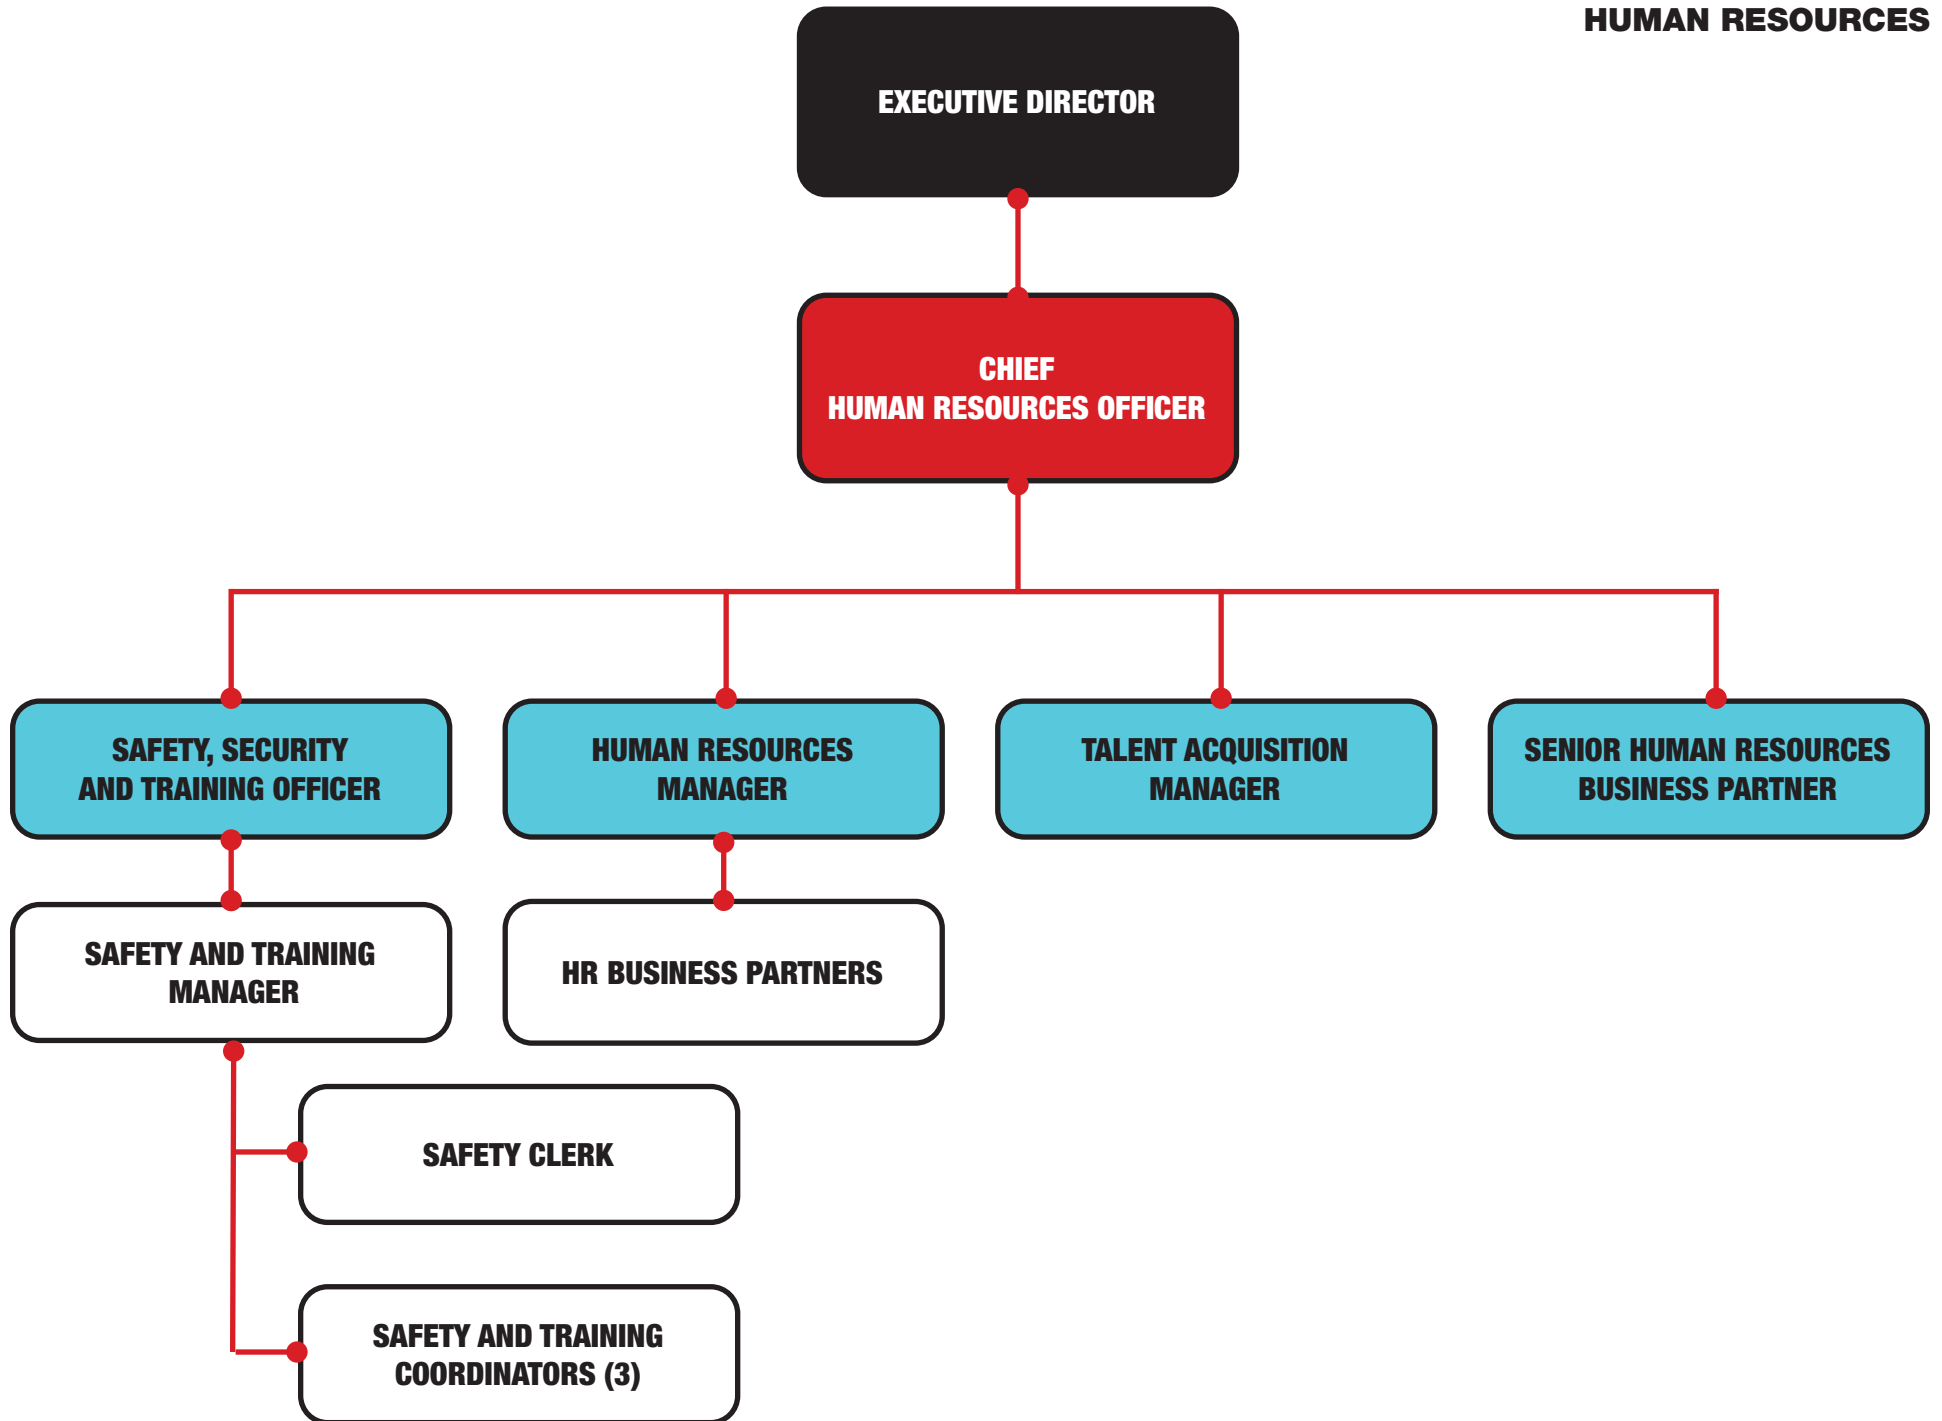 HUMAN RESOURCES
EXECUTIVE DIRECTOR
CHIEF
HUMAN RESOURCES OFFICER
SAFETY, SECURITY
AND TRAINING OFFICER
HUMAN RESOURCES
MANAGER
TALENT ACQUISITION
MANAGER
SENIOR HUMAN RESOURCES
BUSINESS PARTNER
SAFETY AND TRAINING
MANAGER
HR BUSINESS PARTNERS
SAFETY CLERK
SAFETY AND TRAINING
COORDINATORS (3)